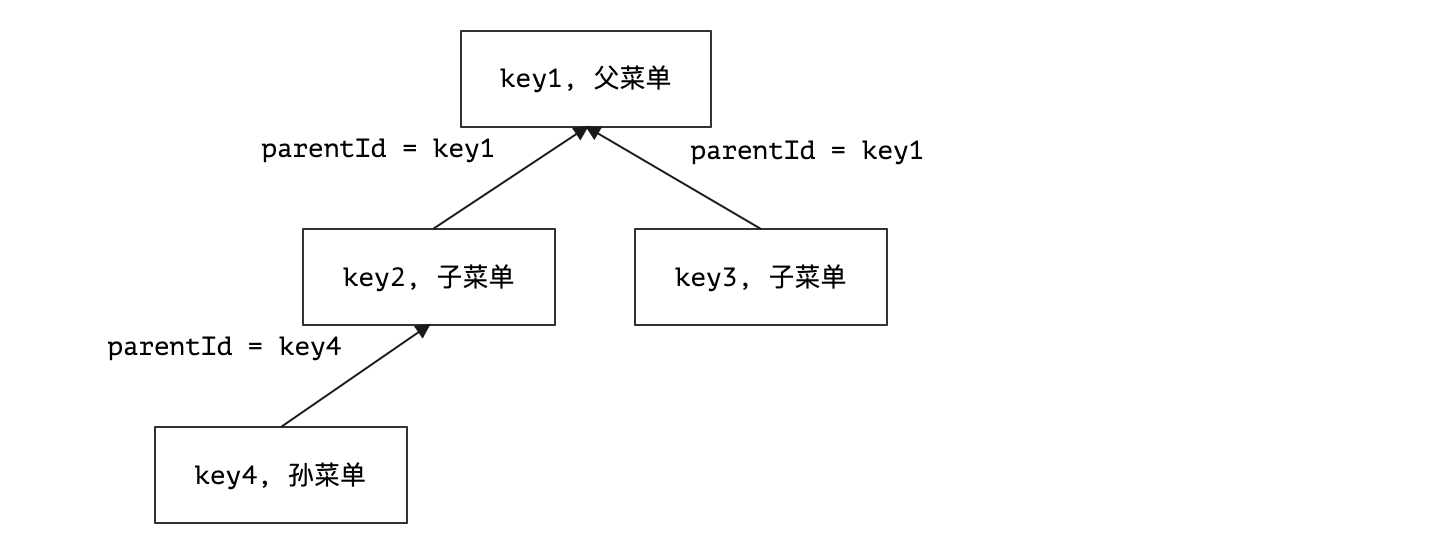 key1, 父菜单
parentId = key1
parentId = key1
key2, 子菜单
key3, 子菜单
parentId = key4
key4, 孙菜单